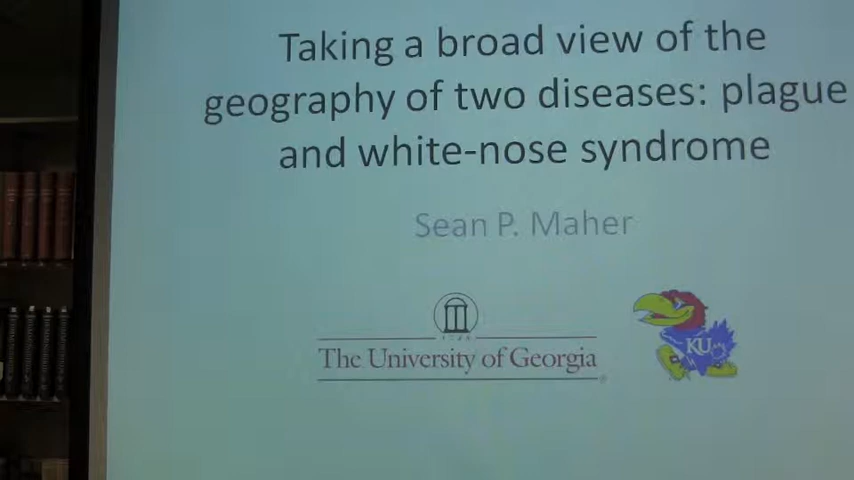 Taking a broad view of the
geography of two diseases: plague
and white-nose syndrome
Sean P. Maher
The University of Georgia
KU